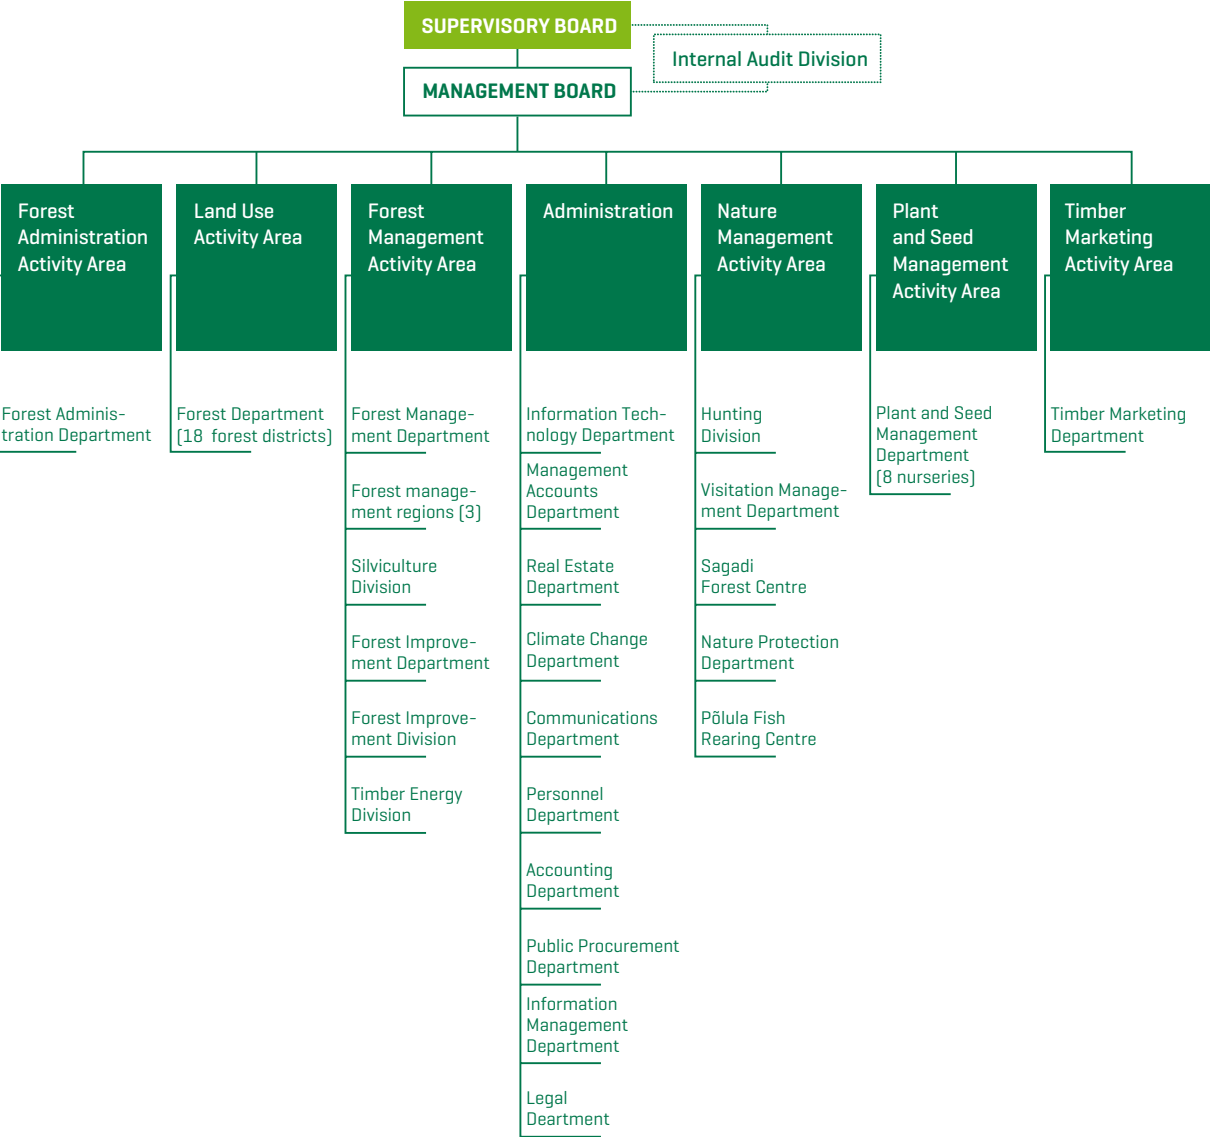 SUPERVISORY BOARD
Internal Audit Division
MANAGEMENT BOARD
Forest
Administration
Activity Area
Land Use
Activity Area
Forest
Management
Activity Area
Administration
Nature
Management
Activity Area
Plant
and Seed
Management
Activity Area
Timber
Marketing
Activity Area
Forest Adminis-
tration Department
Forest Department
(18 forest districts)
Forest Manage-
ment Department
Forest manage-
ment regions (3)
Silviculture
Division
Forest Improve-
ment Department
Forest Improve-
ment Division
Timber Energy
Division
Information Tech-
nology Department
Management
Accounts
Department
Real Estate
Department
Climate Change
Department
Communications
Department
Personnel
Department
Accounting
Department
Public Procurement
Department
Information
Management
Department
Legal
Deartment
Hunting
Division
Visitation Manage-
ment Department
Sagadi
Forest Centre
Nature Protection
Department
Põlula Fish
Rearing Centre
Plant and Seed
Management
Department
(8 nurseries)
Timber Marketing
Department